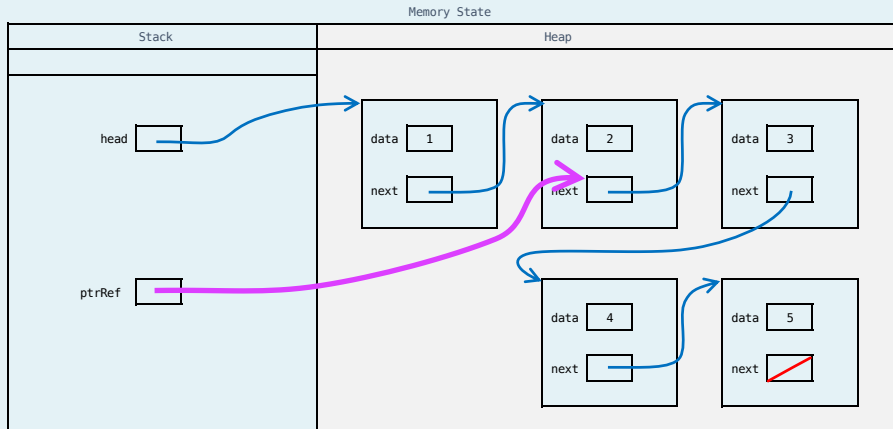 Memory State
Stack
Heap
head
data 1
data 2
data 3
next
next
next
ptrRef
data 4
data 5
next
next